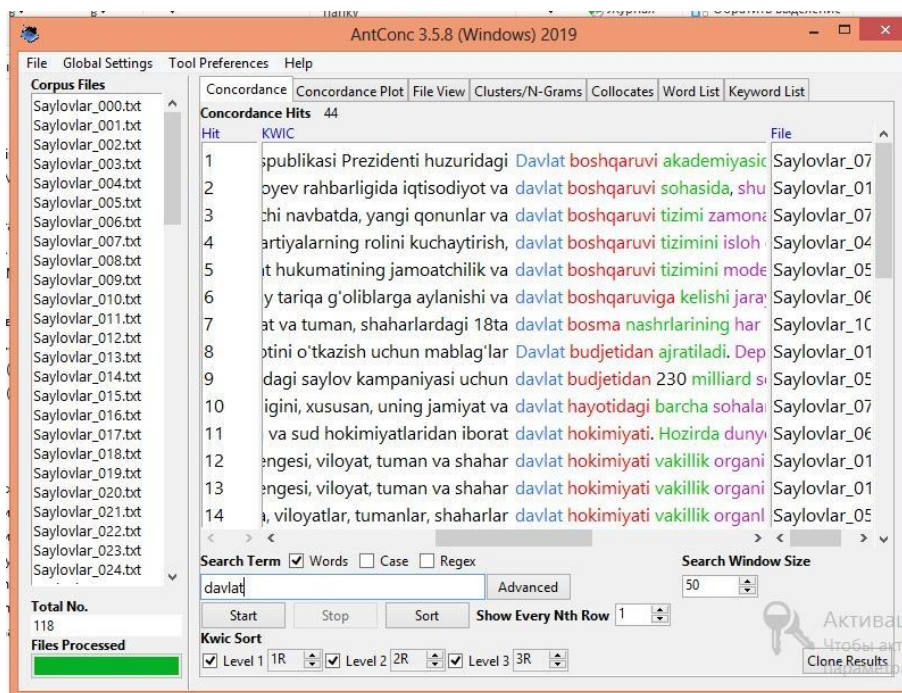 AntConc 3.5.8 (Windows) 2019
File Global Settings Tool Preferences Help
Corpus Files
Saylovlar_000.txt
Saylovlar_001.txt
Saylovlar_002.txt
Saylovlar_003.txt
Saylovlar_004.txt
Saylovlar_005.txt
Saylovlar_006.txt
Saylovlar_007.txt
Saylovlar_008.txt
Saylovlar_009.txt
Saylovlar_010.txt
Saylovlar_011.txt
Saylovlar_012.txt
Saylovlar_013.txt
Saylovlar_014.txt
Saylovlar_015.txt
Saylovlar_016.txt
Saylovlar_017.txt
Saylovlar_018.txt
Saylovlar_019.txt
Saylovlar_020.txt
Saylovlar_021.txt
Saylovlar_022.txt
Saylovlar_023.txt
Saylovlar_024.txt
Total No.
118
Files Processed
Concordance Concordance Plot File View Clusters/N-Grams Collocates Word List Keyword List
Concordance Hits 44
Hit KWIC File
1 spublikasi Prezidenti huzuridagi Davlat boshqaruvi akademiyasid Saylovlar_07
2 oyev rahbarligida iqtisodiyot va davlat boshqaruvi sohasida, shu Saylovlar_01
3 chi navbatda, yangi qonunlar va davlat boshqaruvi tizimi zamona Saylovlar_07
4 artiyalarning rolini kuchaytirish, davlat boshqaruvi tizimini isloh Saylovlar_04
5 t hukumatining jamoatchilik va davlat boshqaruvi tizimini mode Saylovlar_05
6 y tariqa g'oliblarga aylanishi va davlat boshqaruviga kelishi jara Saylovlar_06
7 at va tuman, shaharlardagi 18ta davlat bosma nashrlarining har Saylovlar_10
8 otini o'tkazish uchun mablag'lar Davlat budjetidan ajratiladi. Dep Saylovlar_01
9 dagi saylov kampaniyasi uchun davlat budjetidan 230 milliard s Saylovlar_05
10 igini, xususan, uning jamiyat va davlat hayotidagi barcha sohala Saylovlar_07
11 va sud hokimiyatlaridan iborat davlat hokimiyati. Hozirda duny Saylovlar_06
12 engesi, viloyat, tuman va shahar davlat hokimiyati vakillik organi Saylovlar_01
13 engesi, viloyat, tuman va shahar davlat hokimiyati vakillik organi Saylovlar_01
14 , viloyatlar, tumanlar, shaharlar davlat hokimiyati vakillik organl Saylovlar_05
Search Term Words Case Regex Search Window Size
davlat Advanced 50
Start Stop Sort Show Every Nth Row 1
Kwic Sort
Level 1 1R Level 2 2R Level 3 3R Clone Results